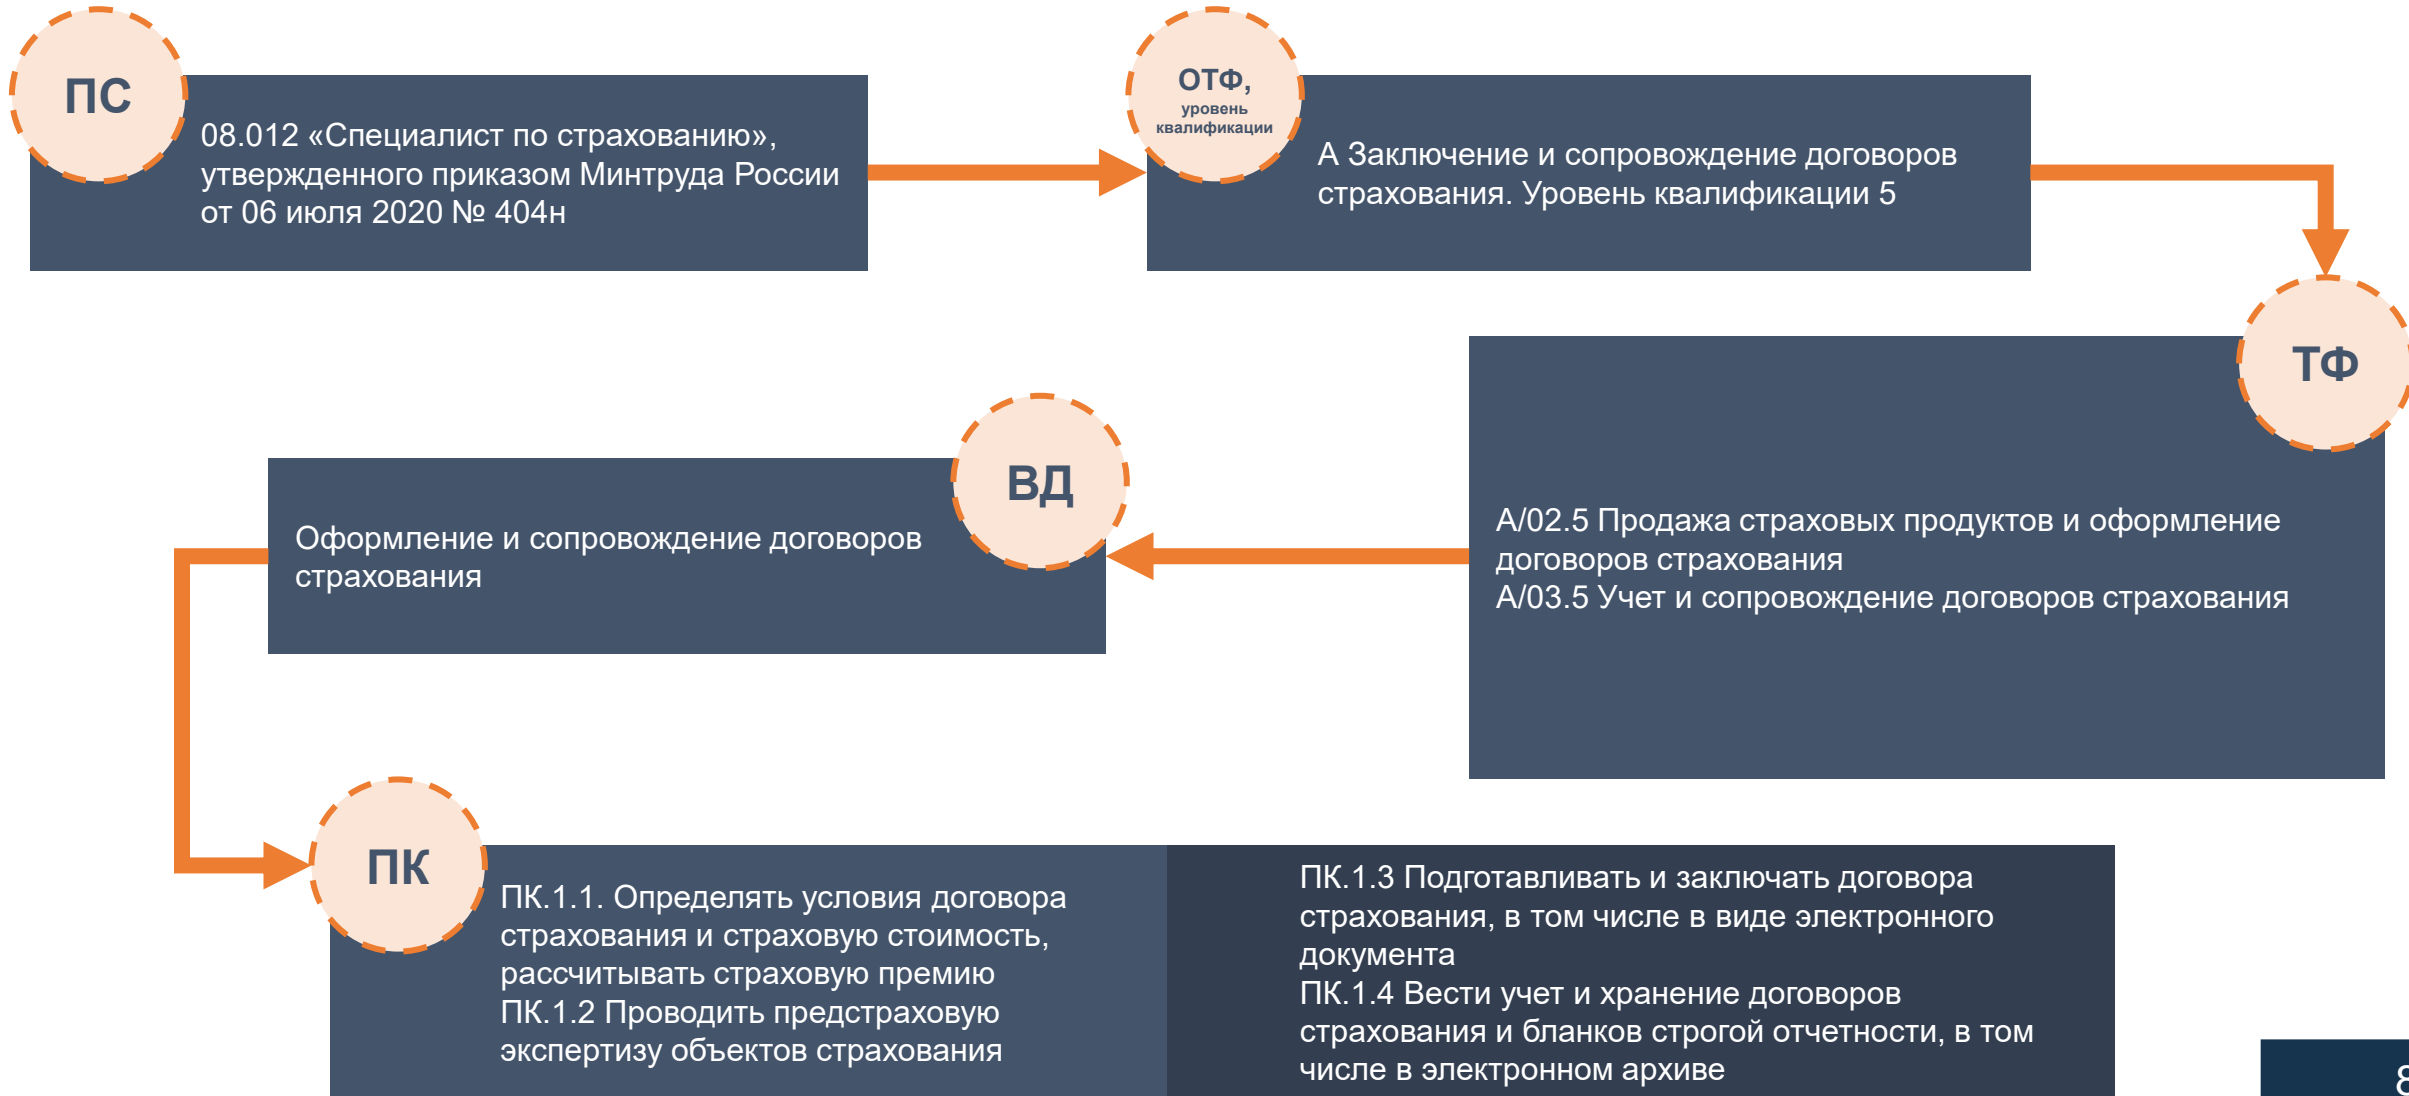 ПС
08.012 «Специалист по страхованию»,
утвержденного приказом Минтруда России
от 06 июля 2020 № 404н
ОТФ,
уровень
квалификации
А Заключение и сопровождение договоров
страхования. Уровень квалификации 5
ТФ
А/02.5 Продажа страховых продуктов и оформление
договоров страхования
А/03.5 Учет и сопровождение договоров страхования
ВД
Оформление и сопровождение договоров
страхования
ПК
ПК.1.1. Определять условия договора
страхования и страховую стоимость,
рассчитывать страховую премию
ПК.1.2 Проводить предстраховую
экспертизу объектов страхования
ПК.1.3 Подготавливать и заключать договора
страхования, в том числе в виде электронного
документа
ПК.1.4 Вести учет и хранение договоров
страхования и бланков строгой отчетности, в том
числе в электронном архиве
8